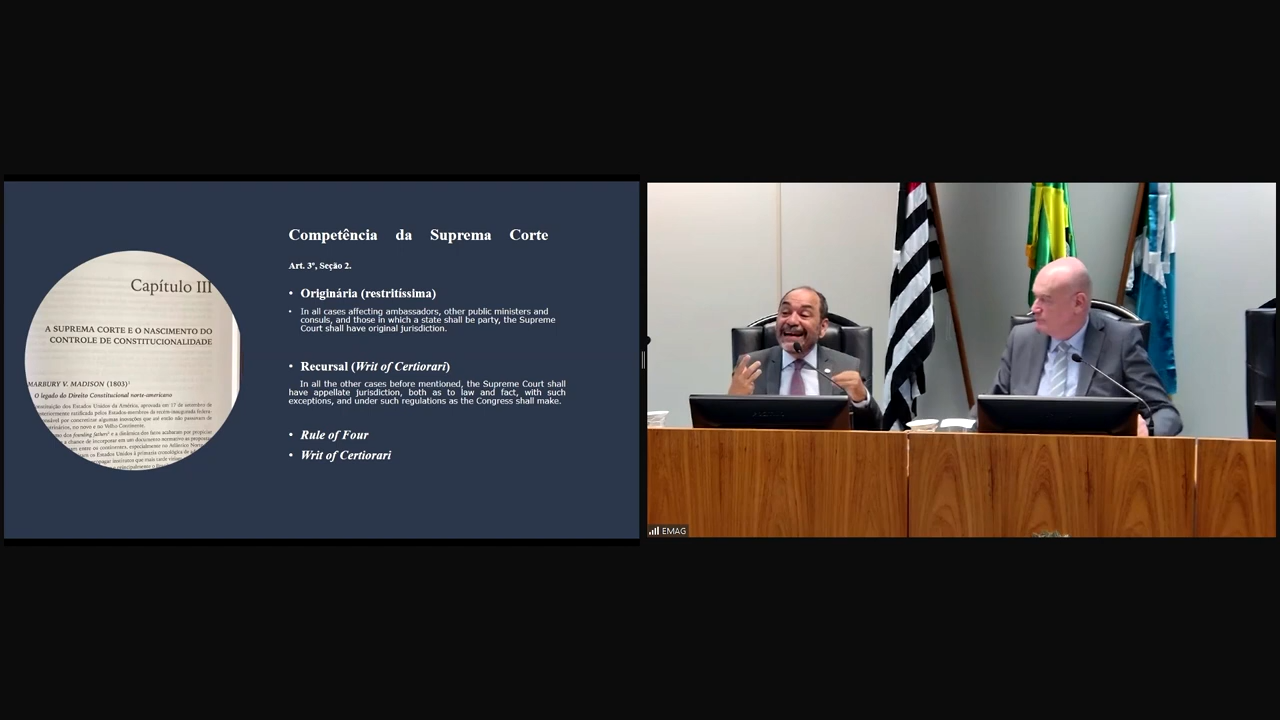 Capítulo III
A SUPREMA CORTE E O NASCIMENTO DO
CONTROLE DE CONSTITUCIONALIDADE
MARBURY V. MADISON (1803)¹
O legado do Direito Constitucional norte-americano
Competência da Suprema Corte
Art. 3º, Seção 2.
• Originária (restritíssima)
• In all cases affecting ambassadors, other public ministers and
consuls, and those in which a state shall be party, the Supreme
Court shall have original jurisdiction.
• Recursal (Writ of Certiorari)
In all the other cases before mentioned, the Supreme Court shall
have appellate jurisdiction, both as to law and fact, with such
exceptions, and under such regulations as the Congress shall make.
• Rule of Four
• Writ of Certiorari
EMAG